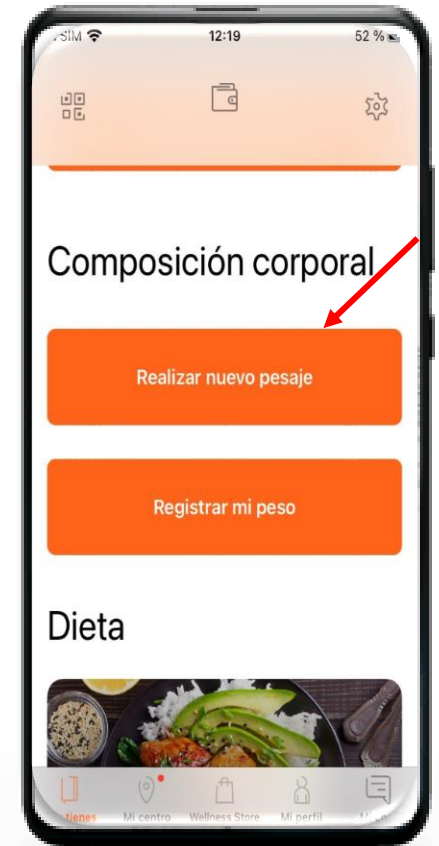 SIM 12:19 52 %
Composición corporal
Realizar nuevo pesaje
Registrar mi peso
Dieta
tienes Mi centro Wellness Store Mi perfil